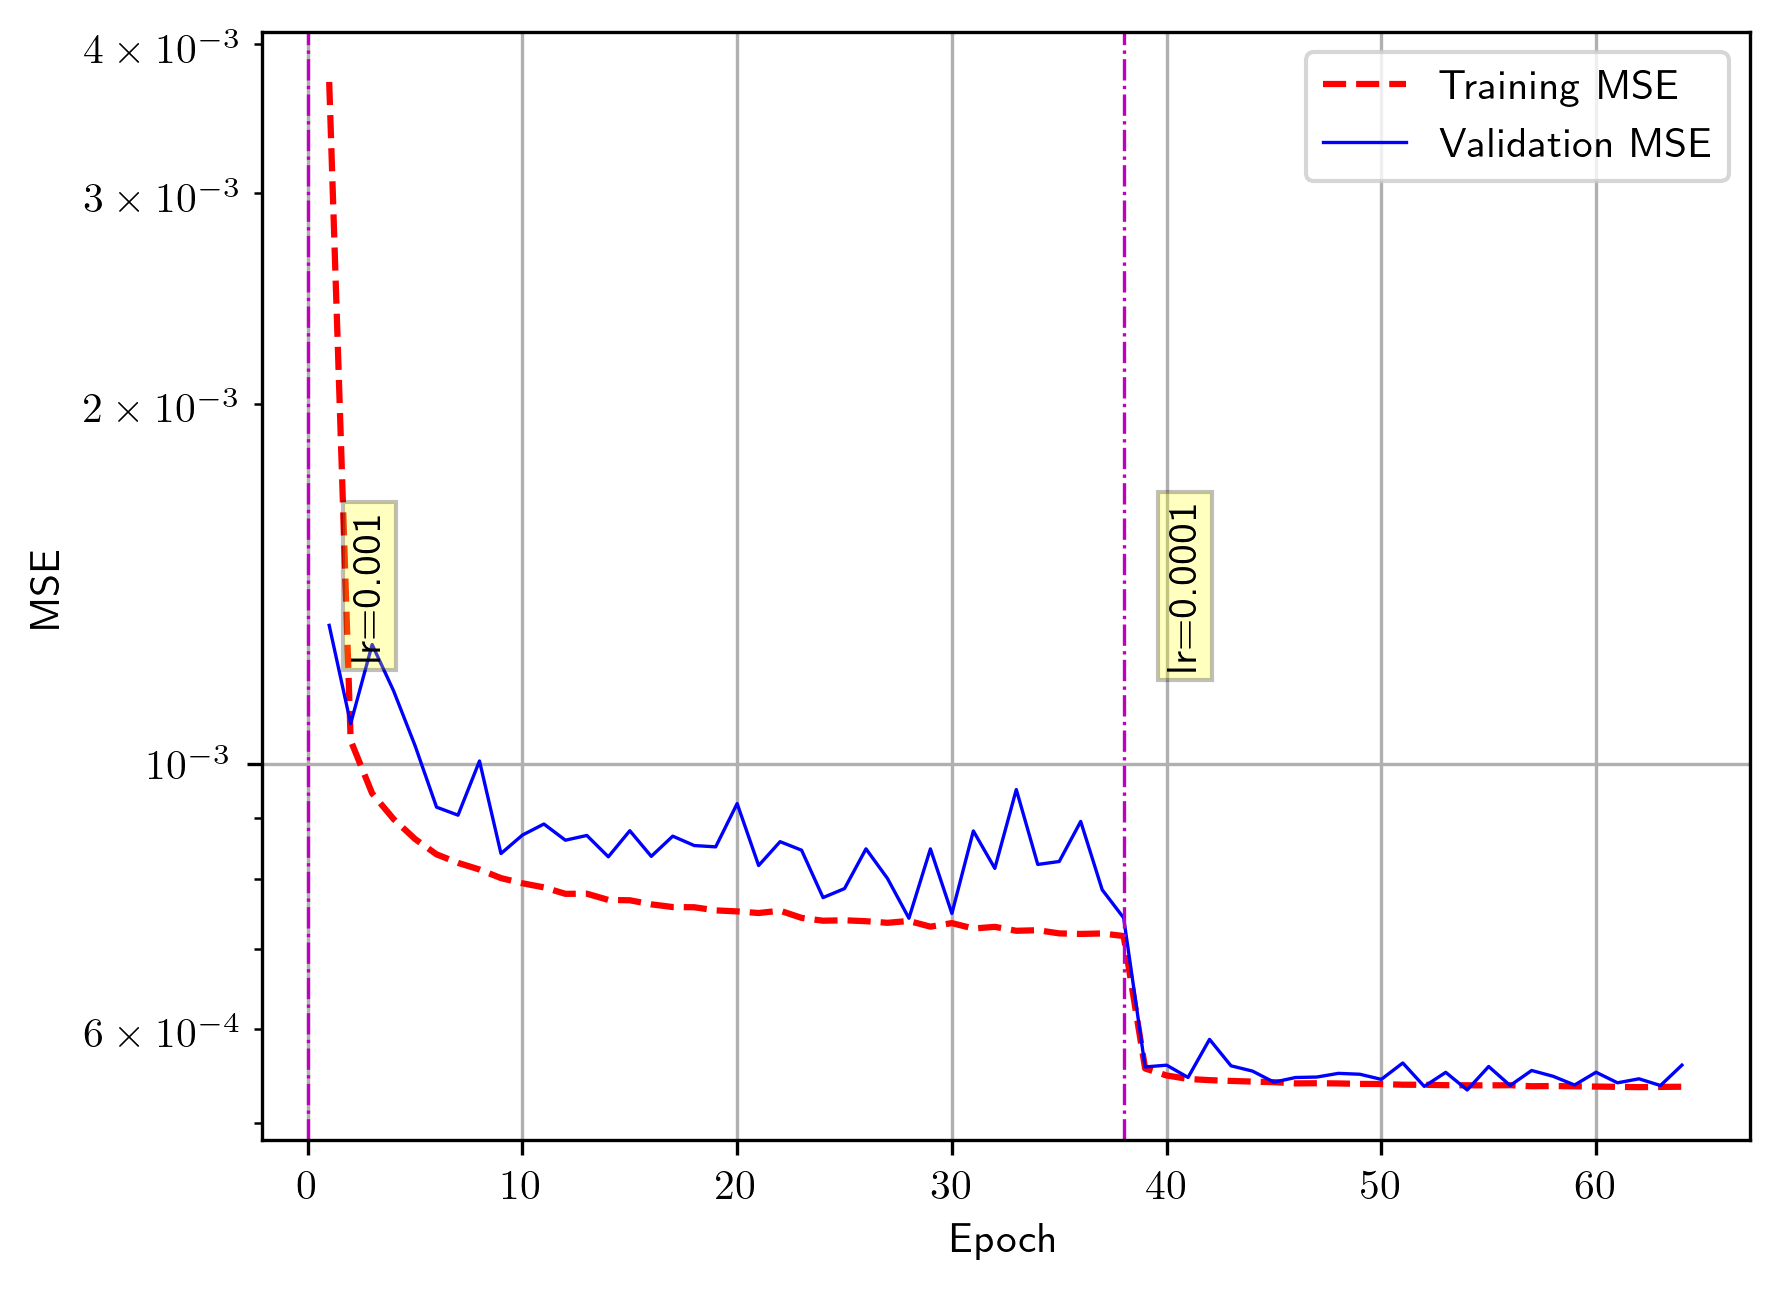 4 × 10⁻³
3 × 10⁻³
2 × 10⁻³
10⁻³
6 × 10⁻⁴
MSE
Training MSE
Validation MSE
lr=0.001
lr=0.0001
0 10 20 30 40 50 60
Epoch